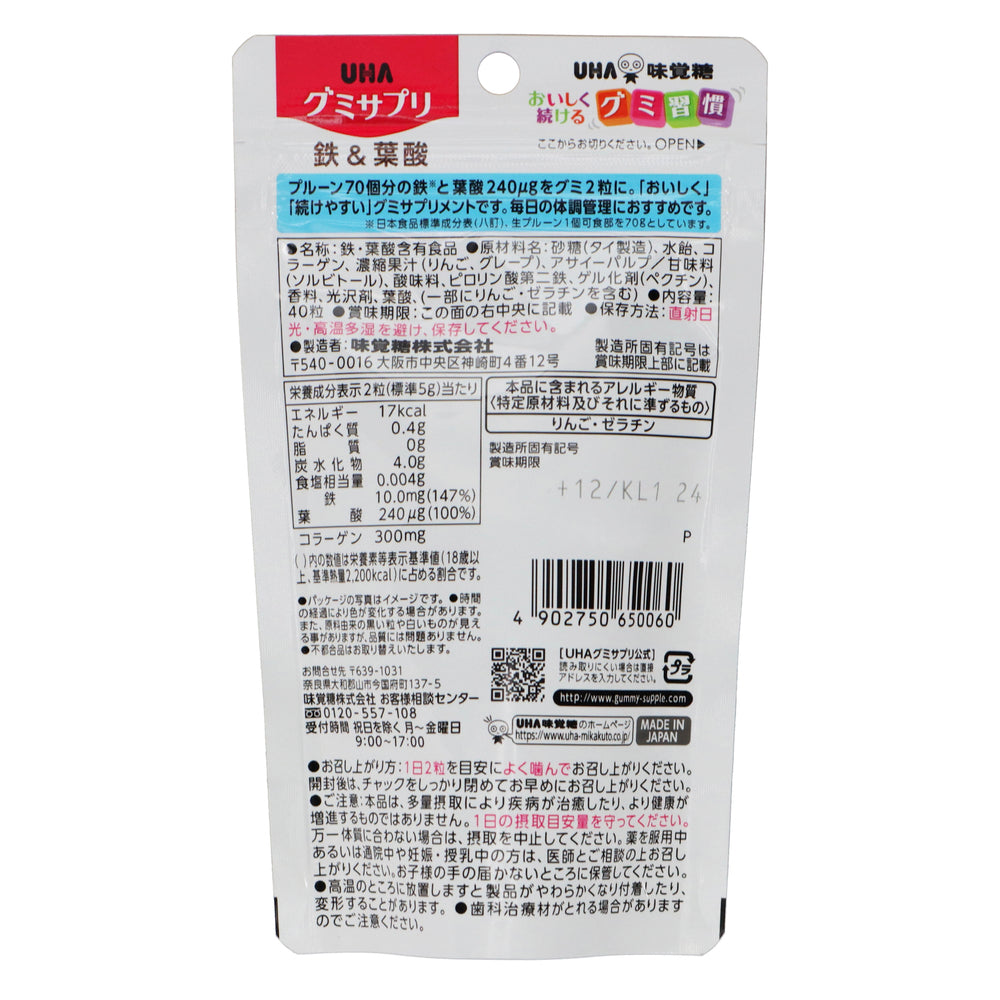 UHA
グミサプリ
鉄 & 葉酸
UHA 味覚糖
おいしく
続ける グミ習慣
ここからお切りください。OPEN▶
プルーン70個分の鉄※と葉酸240μgをグミ2粒に。「おいしく」
「続けやすい」グミサプリメントです。毎日の体調管理におすすめです。
※日本食品標準成分表(八訂)、生プルーン1個可食部を70gとしています。
●名称:鉄・葉酸含有食品 ●原材料名:砂糖(タイ製造)、水飴、コ
ラーゲン、濃縮果汁(りんご、グレープ)、アサイーパルプ/甘味料
(ソルビトール)、酸味料、ピロリン酸第二鉄、ゲル化剤(ペクチン)、
香料、光沢剤、葉酸、(一部にりんご・ゼラチンを含む) ●内容量:
40粒 ●賞味期限:この面の右中央に記載 ●保存方法:直射日
光・高温多湿を避け、保存してください。
●製造者:味覚糖株式会社
〒540-0016 大阪市中央区神崎町4番12号
製造所固有記号は
賞味期限上部に記載
栄養成分表示2粒(標準5g)当たり
エネルギー 17kcal
たんぱく質 0.4g
脂質 0g
炭水化物 4.0g
食塩相当量 0.004g
鉄 10.0mg(147%)
葉酸 240μg(100%)
コラーゲン 300mg
( )内の数値は栄養素等表示基準値(18歳以
上、基準熱量2,200kcal)に占める割合です。
本品に含まれるアレルギー物質
〈特定原材料及びそれに準ずるもの〉
りんご・ゼラチン
製造所固有記号
賞味期限
+12/KL1 24
P
4 902750 650060
●パッケージの写真はイメージです。●時間
の経過により色が変化する場合があります。
また、原料由来の黒い粒や白いものが見え
る事がありますが、品質には問題ありません。
●不都合品はお取り替えいたします。
お問合せ先 〒639-1031
奈良県大和郡山市今国府町137-5
味覚糖株式会社 お客様相談センター
0120-557-108
受付時間 祝日を除く月～金曜日
9:00~17:00
【UHAグミサプリ公式】
読み取りにくい場合は直接
アドレスを入力してください。
プラ
http://www.gummy-supple.com
UHA味覚糖のホームページ
https://www.uha-mikakuto.co.jp/
MADE IN
JAPAN
●お召し上がり方:1日2粒を目安によく噛んでお召し上がりください。
開封後は、チャックをしっかり閉めてお早めにお召し上がりください。
●ご注意:本品は、多量摂取により疾病が治癒したり、より健康が
増進するものではありません。1日の摂取目安量を守ってください。
万一体質に合わない場合は、摂取を中止してください。薬を服用中
あるいは通院中や妊娠・授乳中の方は、医師とご相談の上お召し
上がりください。お子様の手の届かないところに保管してください。
●高温のところに放置しますと製品がやわらかくなり付着したり、
変形することがあります。 ●歯科治療材がとれる場合があります
のでご注意ください。